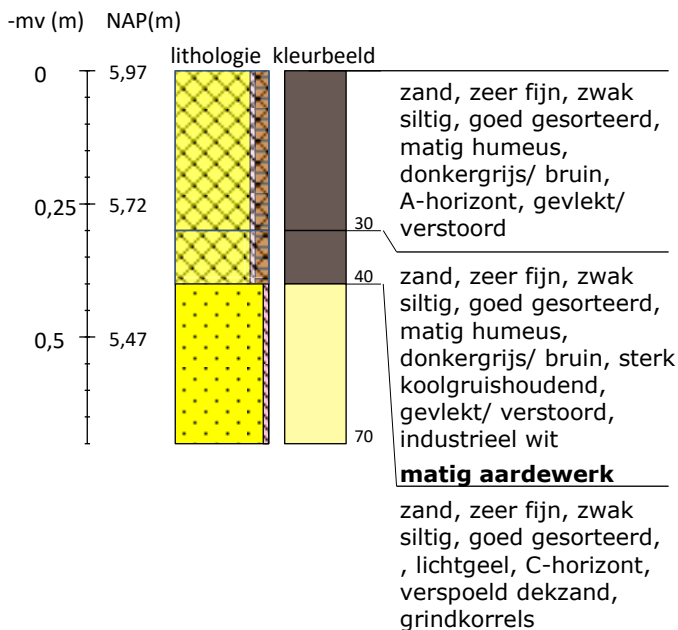 -mv (m) NAP(m)
lithologie kleurbeeld
0 5,97
0,25 5,72
0,5 5,47
30
40
70
zand, zeer fijn, zwak
siltig, goed gesorteerd,
matig humeus,
donkergrijs/ bruin,
A-horizont, gevlekt/
verstoord
zand, zeer fijn, zwak
siltig, goed gesorteerd,
matig humeus,
donkergrijs/ bruin, sterk
koolgruishoudend,
gevlekt/ verstoord,
industrieel wit
matig aardewerk
zand, zeer fijn, zwak
siltig, goed gesorteerd,
, lichtgeel, C-horizont,
verspoeld dekzand,
grindkorrels